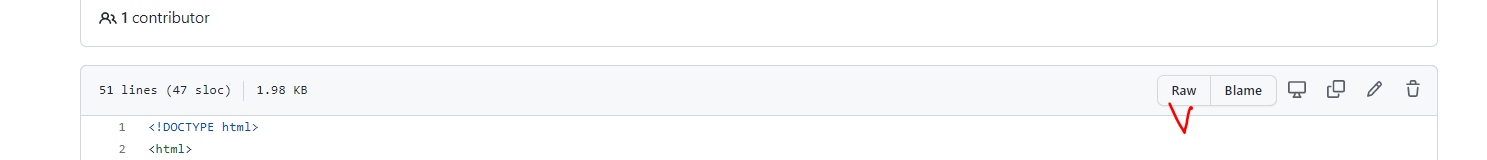 1 contributor
51 lines (47 sloc) 1.98 KB Raw Blame
1 <!DOCTYPE html>
2 <html>